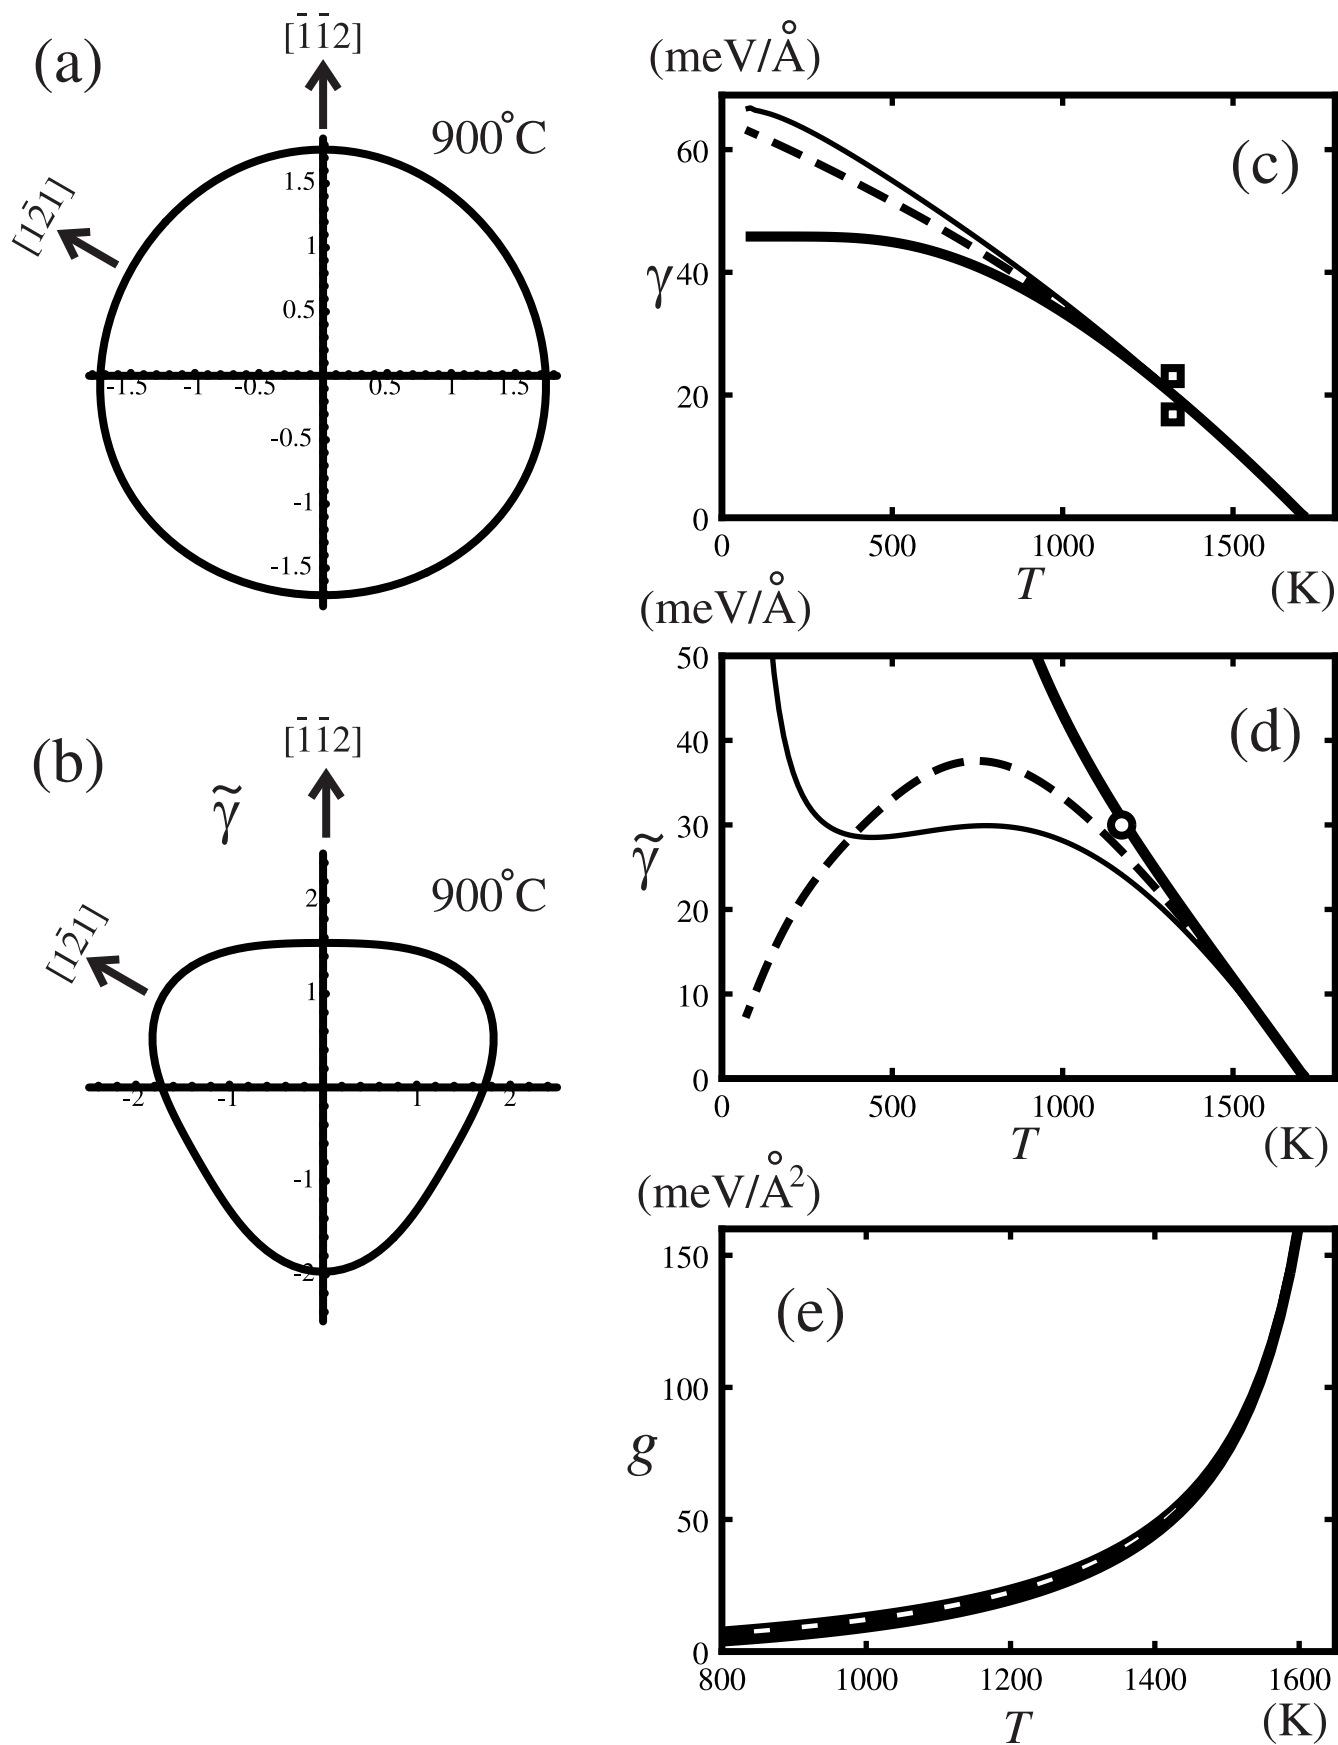 (a)
[1̄1̄2]
900°C
[12̄1]
1.5
1
0.5
-1.5 -1 -0.5 0.5 1 1.5
-0.5
-1
-1.5
(b)
[1̄1̄2]
γ̃
900°C
[12̄1]
2
1
-2 -1 1 2
-1
-2
(meV/Å)
(c)
60
γ 40
20
0
0 500 1000 1500
T (K)
(meV/Å)
(d)
50
40
30
γ̃
20
10
0
0 500 1000 1500
T (K)
(meV/Å²)
(e)
150
100
g
50
0
800 1000 1200 1400 1600
T (K)